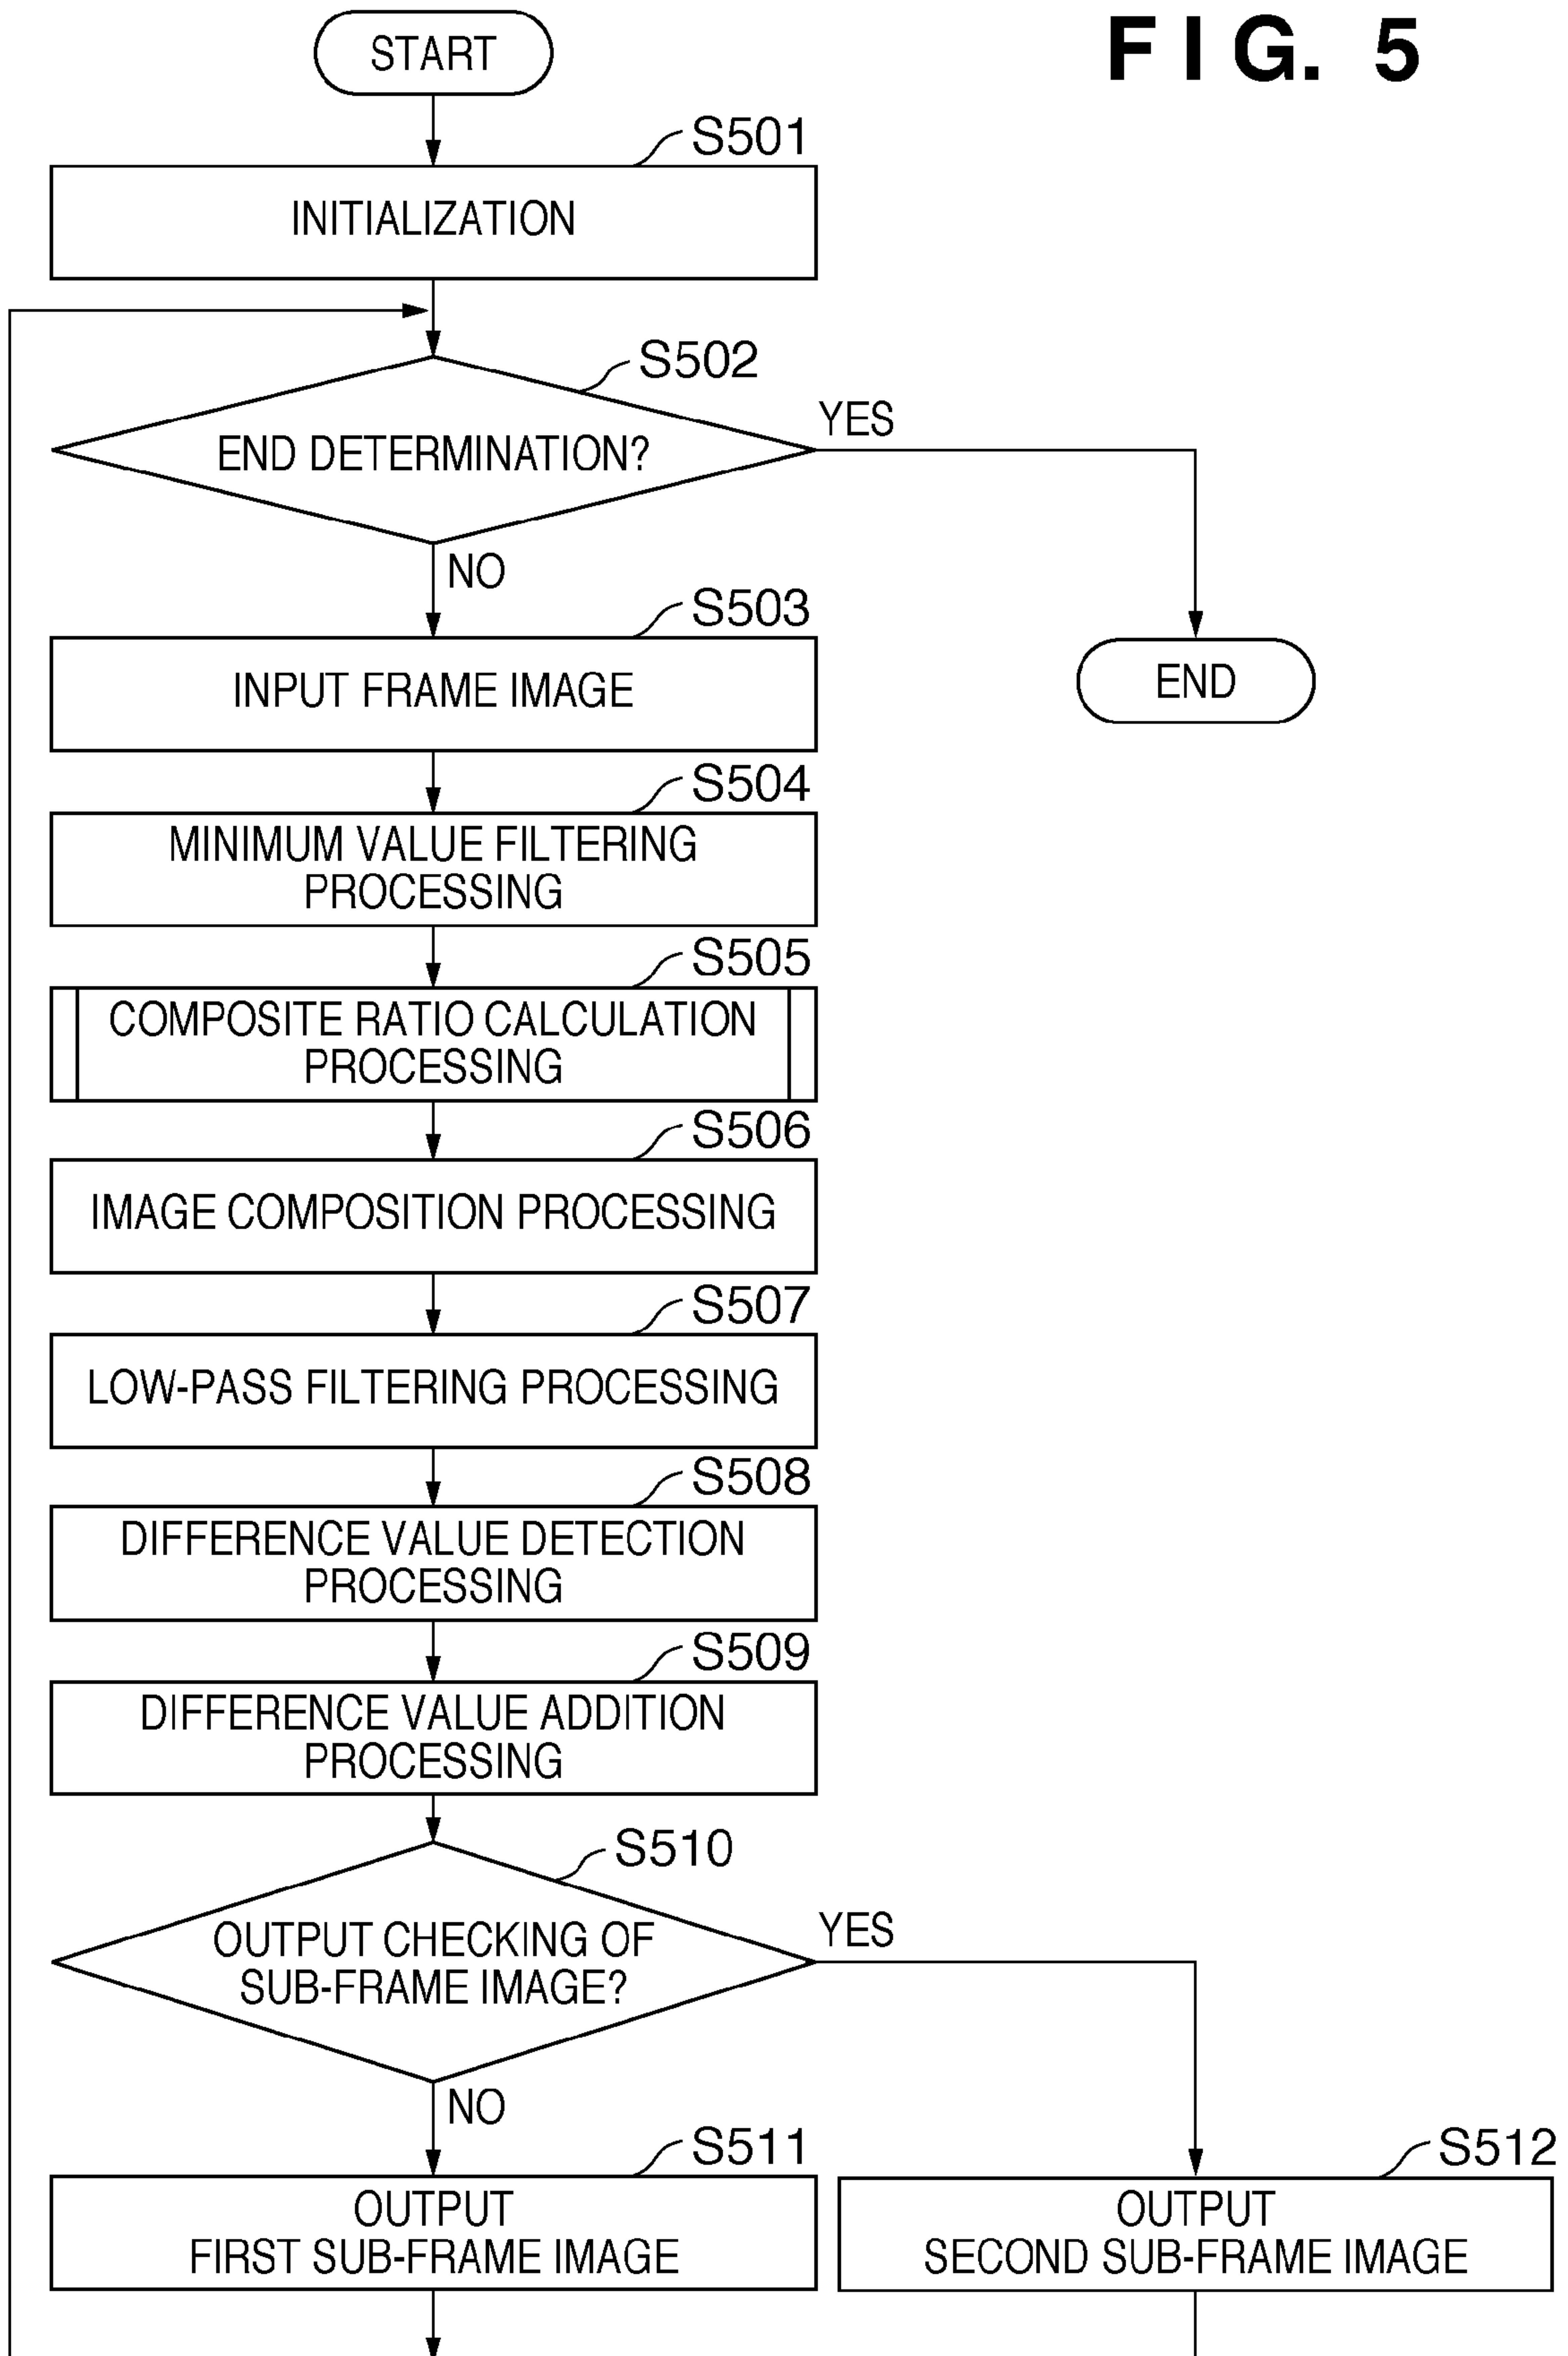 FIG. 5
START
S501
INITIALIZATION
S502
END DETERMINATION?
YES
NO
S503
INPUT FRAME IMAGE
END
S504
MINIMUM VALUE FILTERING
PROCESSING
S505
COMPOSITE RATIO CALCULATION
PROCESSING
S506
IMAGE COMPOSITION PROCESSING
S507
LOW-PASS FILTERING PROCESSING
S508
DIFFERENCE VALUE DETECTION
PROCESSING
S509
DIFFERENCE VALUE ADDITION
PROCESSING
S510
OUTPUT CHECKING OF
SUB-FRAME IMAGE?
YES
NO
S511
OUTPUT
FIRST SUB-FRAME IMAGE
S512
OUTPUT
SECOND SUB-FRAME IMAGE